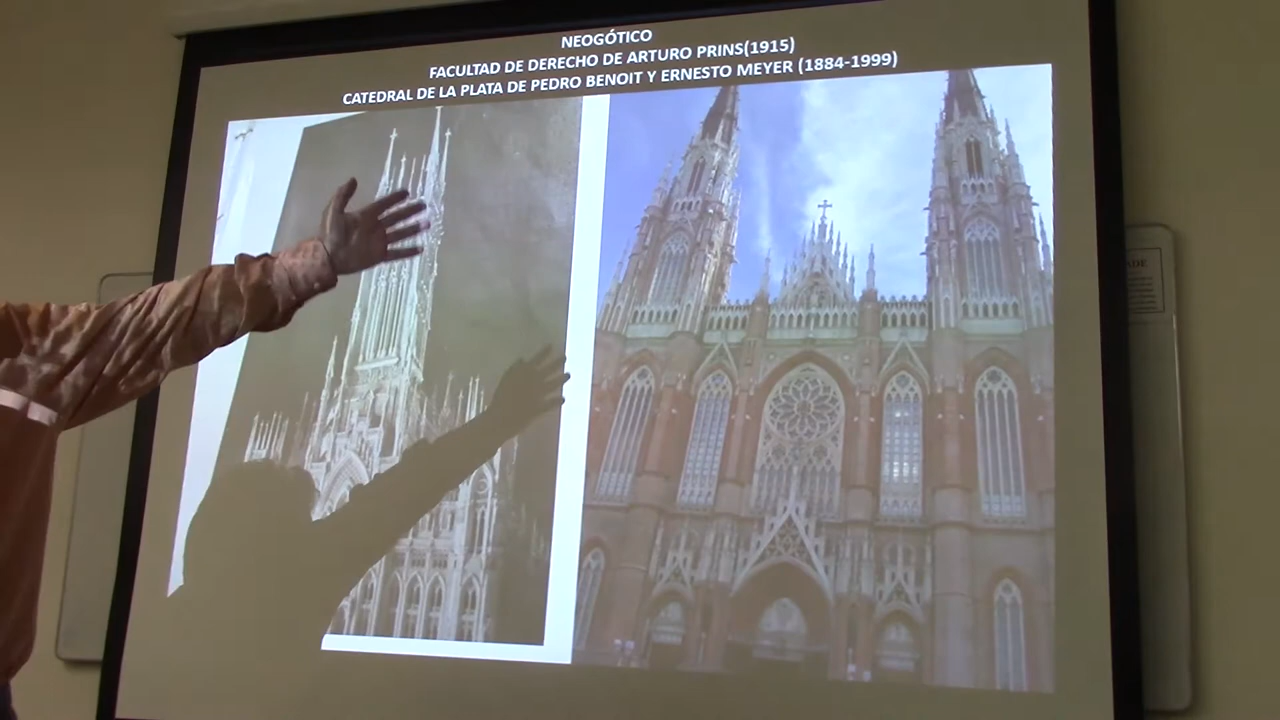 NEOGÓTICO
FACULTAD DE DERECHO DE ARTURO PRINS(1915)
CATEDRAL DE LA PLATA DE PEDRO BENOIT Y ERNESTO MEYER (1884-1999)